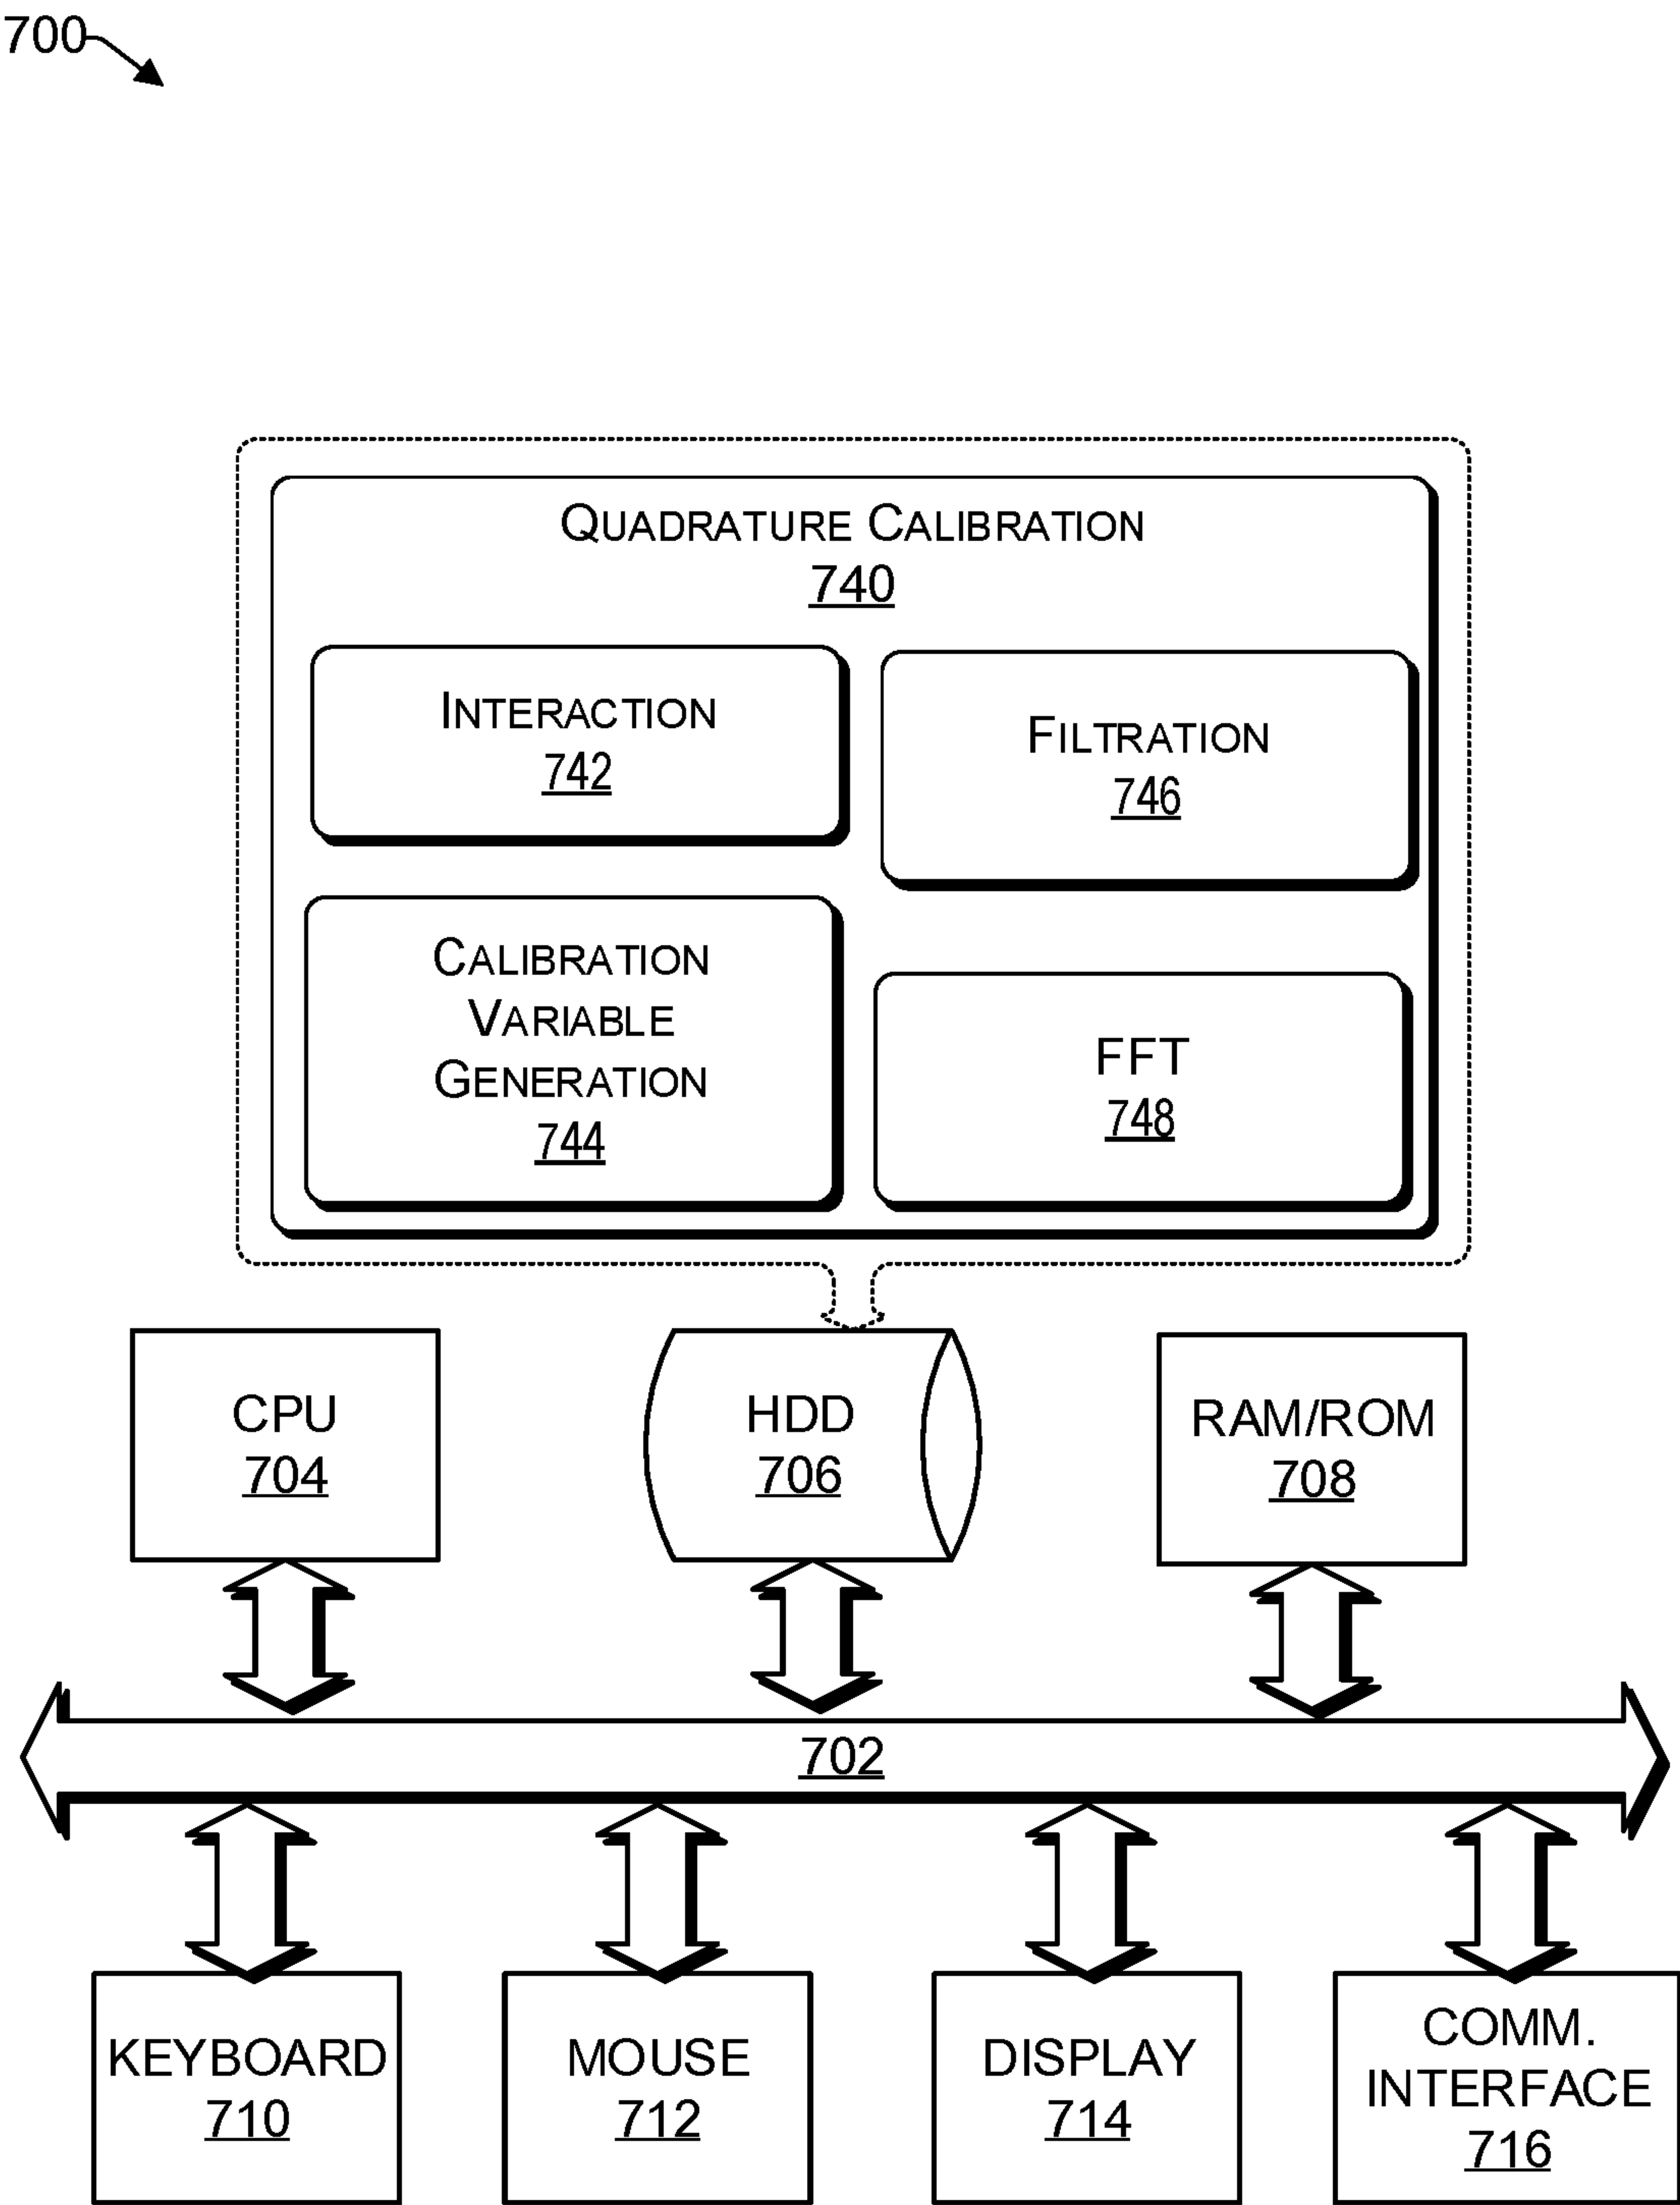 700
QUADRATURE CALIBRATION
740
INTERACTION
742
FILTRATION
746
CALIBRATION
VARIABLE
GENERATION
744
FFT
748
CPU
704
HDD
706
RAM/ROM
708
702
KEYBOARD
710
MOUSE
712
DISPLAY
714
COMM.
INTERFACE
716